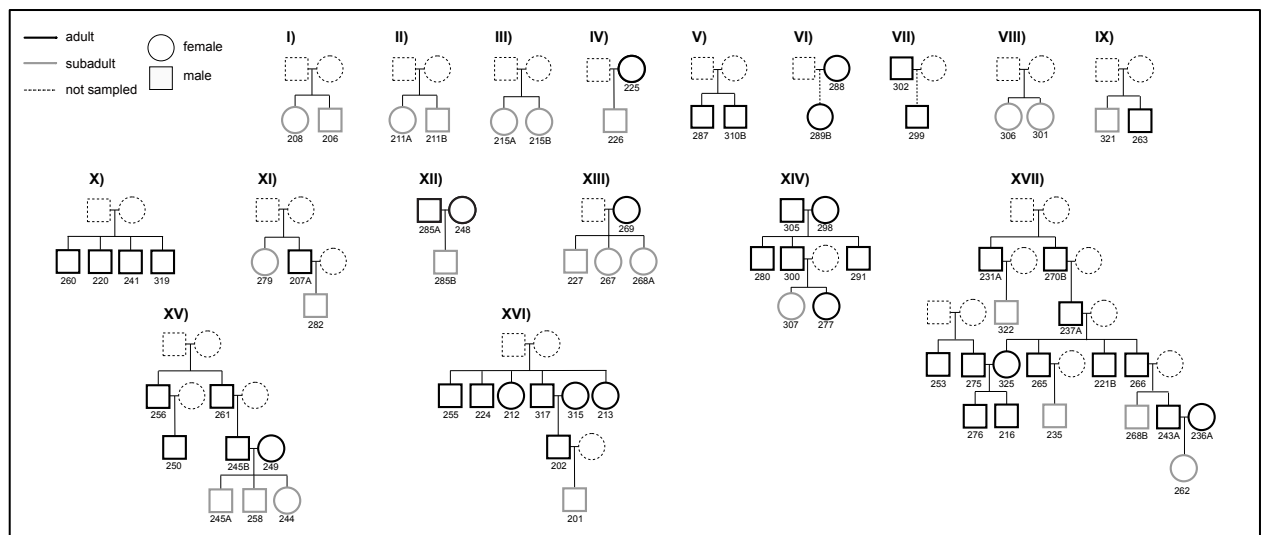 adult
subadult
not sampled
female
male
I)
II)
III)
IV)
V)
VI)
VII)
VIII)
IX)
225
288
302
208
206
211A
211B
215A
215B
226
287
310B
289B
299
306
301
321
263
X)
XI)
XII)
XIII)
XIV)
XVII)
285A
248
269
305
298
260
220
241
319
279
207A
285B
227
267
268A
280
300
291
231A
270B
282
307
277
322
237A
XV)
XVI)
253
275
325
265
221B
266
256
261
255
224
212
317
315
213
276
216
235
268B
243A
236A
250
245B
249
202
262
245A
258
244
201